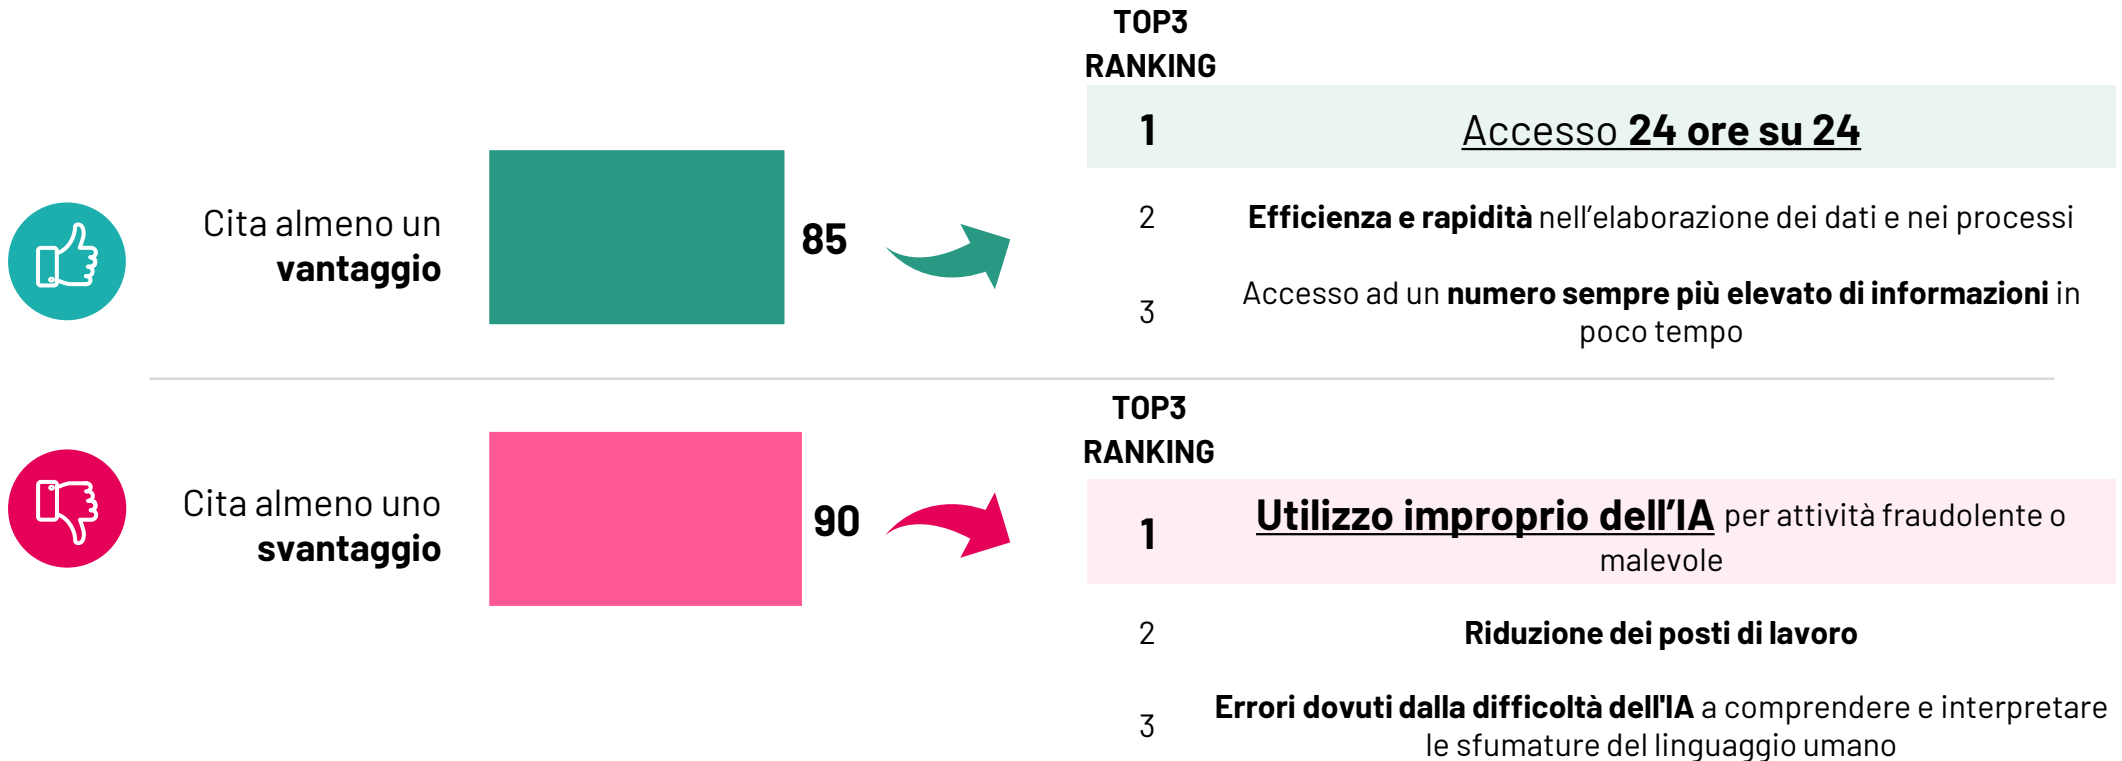 TOP3
RANKING
1
Accesso 24 ore su 24
Cita almeno un
vantaggio
85
2
Efficienza e rapidità nell’elaborazione dei dati e nei processi
3
Accesso ad un numero sempre più elevato di informazioni in
poco tempo
TOP3
RANKING
Cita almeno uno
svantaggio
90
1
Utilizzo improprio dell’IA per attività fraudolente o
malevole
2
Riduzione dei posti di lavoro
3
Errori dovuti dalla difficoltà dell'IA a comprendere e interpretare
le sfumature del linguaggio umano